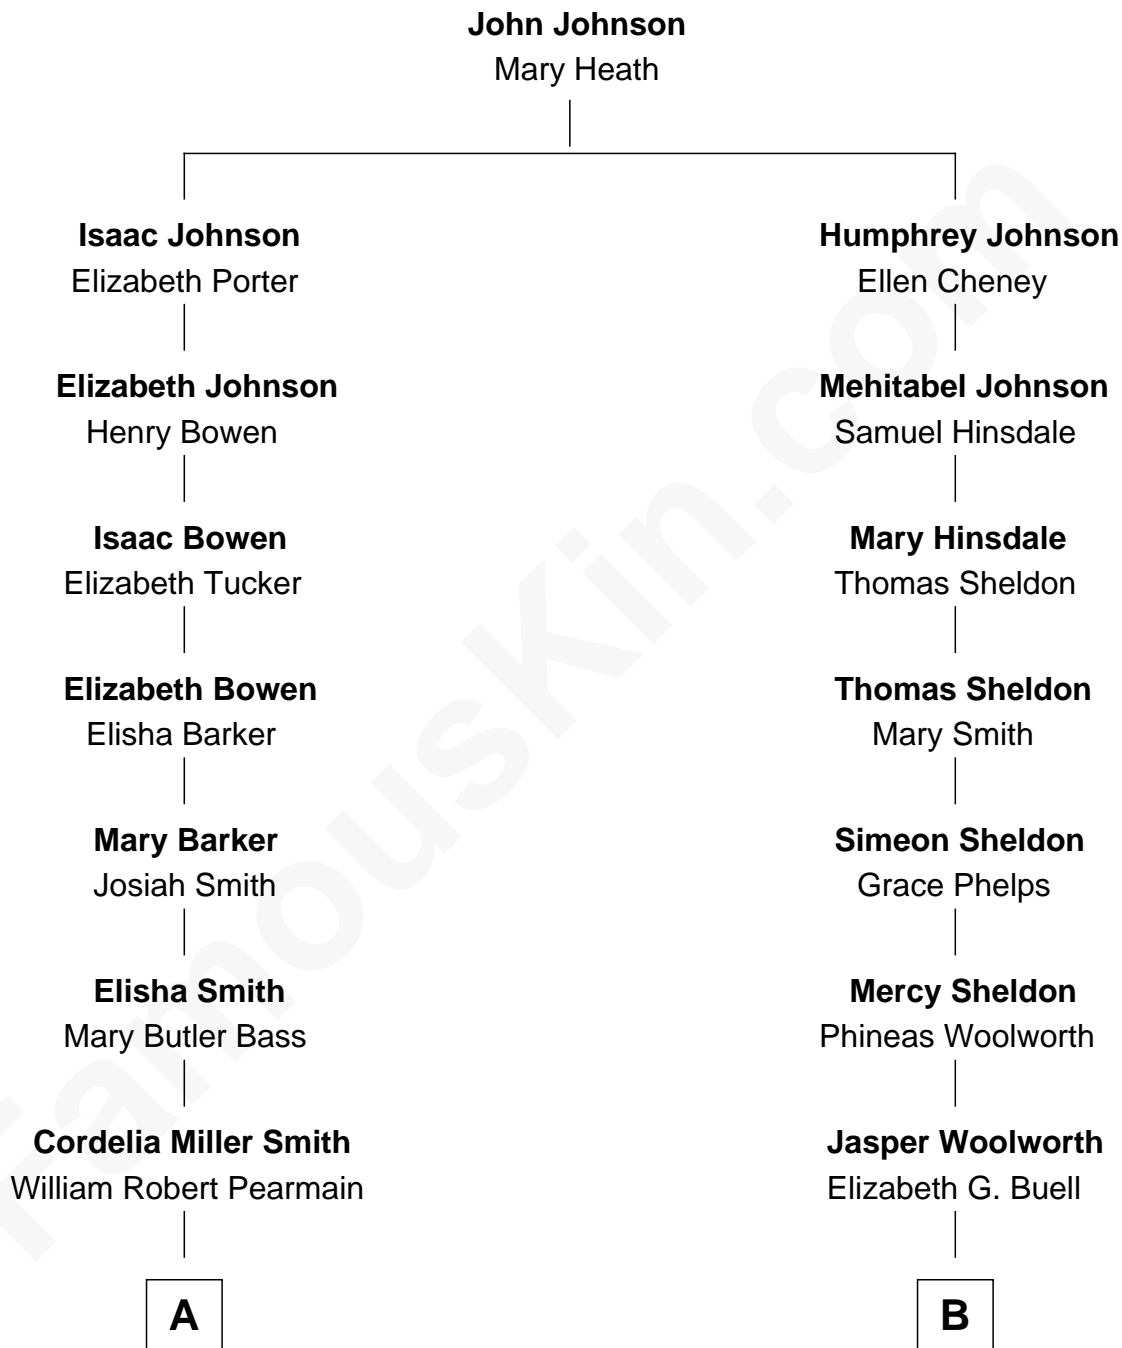 John Johnson
Mary Heath
Isaac Johnson
Elizabeth Porter
Humphrey Johnson
Ellen Cheney
Elizabeth Johnson
Henry Bowen
Mehitabel Johnson
Samuel Hinsdale
Isaac Bowen
Elizabeth Tucker
Mary Hinsdale
Thomas Sheldon
Elizabeth Bowen
Elisha Barker
Thomas Sheldon
Mary Smith
Mary Barker
Josiah Smith
Simeon Sheldon
Grace Phelps
Elisha Smith
Mary Butler Bass
Mercy Sheldon
Phineas Woolworth
Cordelia Miller Smith
William Robert Pearmain
Jasper Woolworth
Elizabeth G. Buell
A
B
FamousKin.com